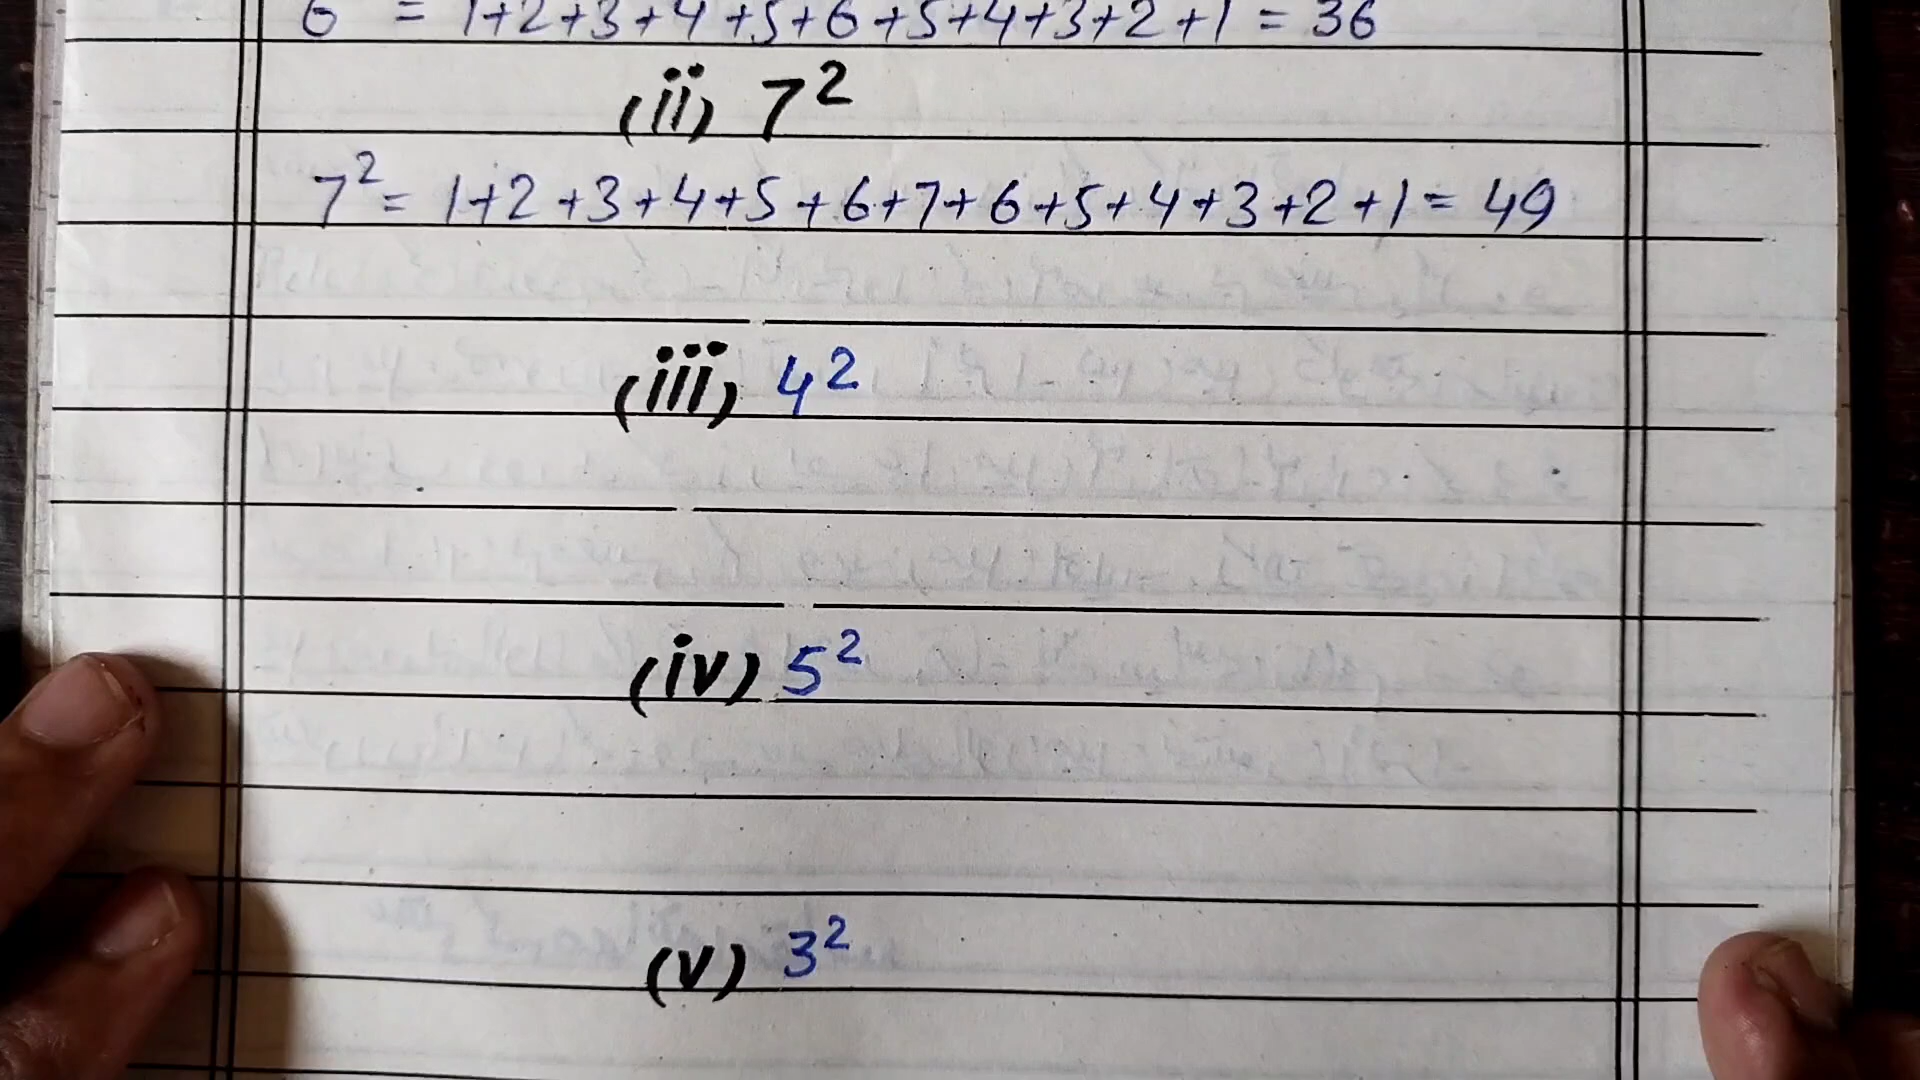 6 = 1+2+3+4+5+6+5+4+3+2+1 = 36
(ii) 7²
7² = 1+2+3+4+5+6+7+6+5+4+3+2+1 = 49
(iii) 4²
(iv) 5²
(v) 3²